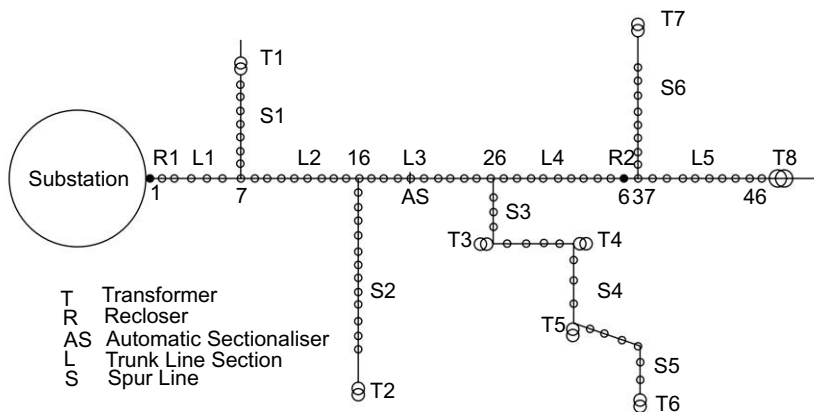 T7
T1
S6
S1
R1 L1 L2 16 L3 26 L4 R2 L5 T8
Substation
1 7 AS 6 37 46
S3
T3 T4
S2 S4
T Transformer
R Recloser
AS Automatic Sectionaliser
L Trunk Line Section
S Spur Line
T5
S5
T2
T6